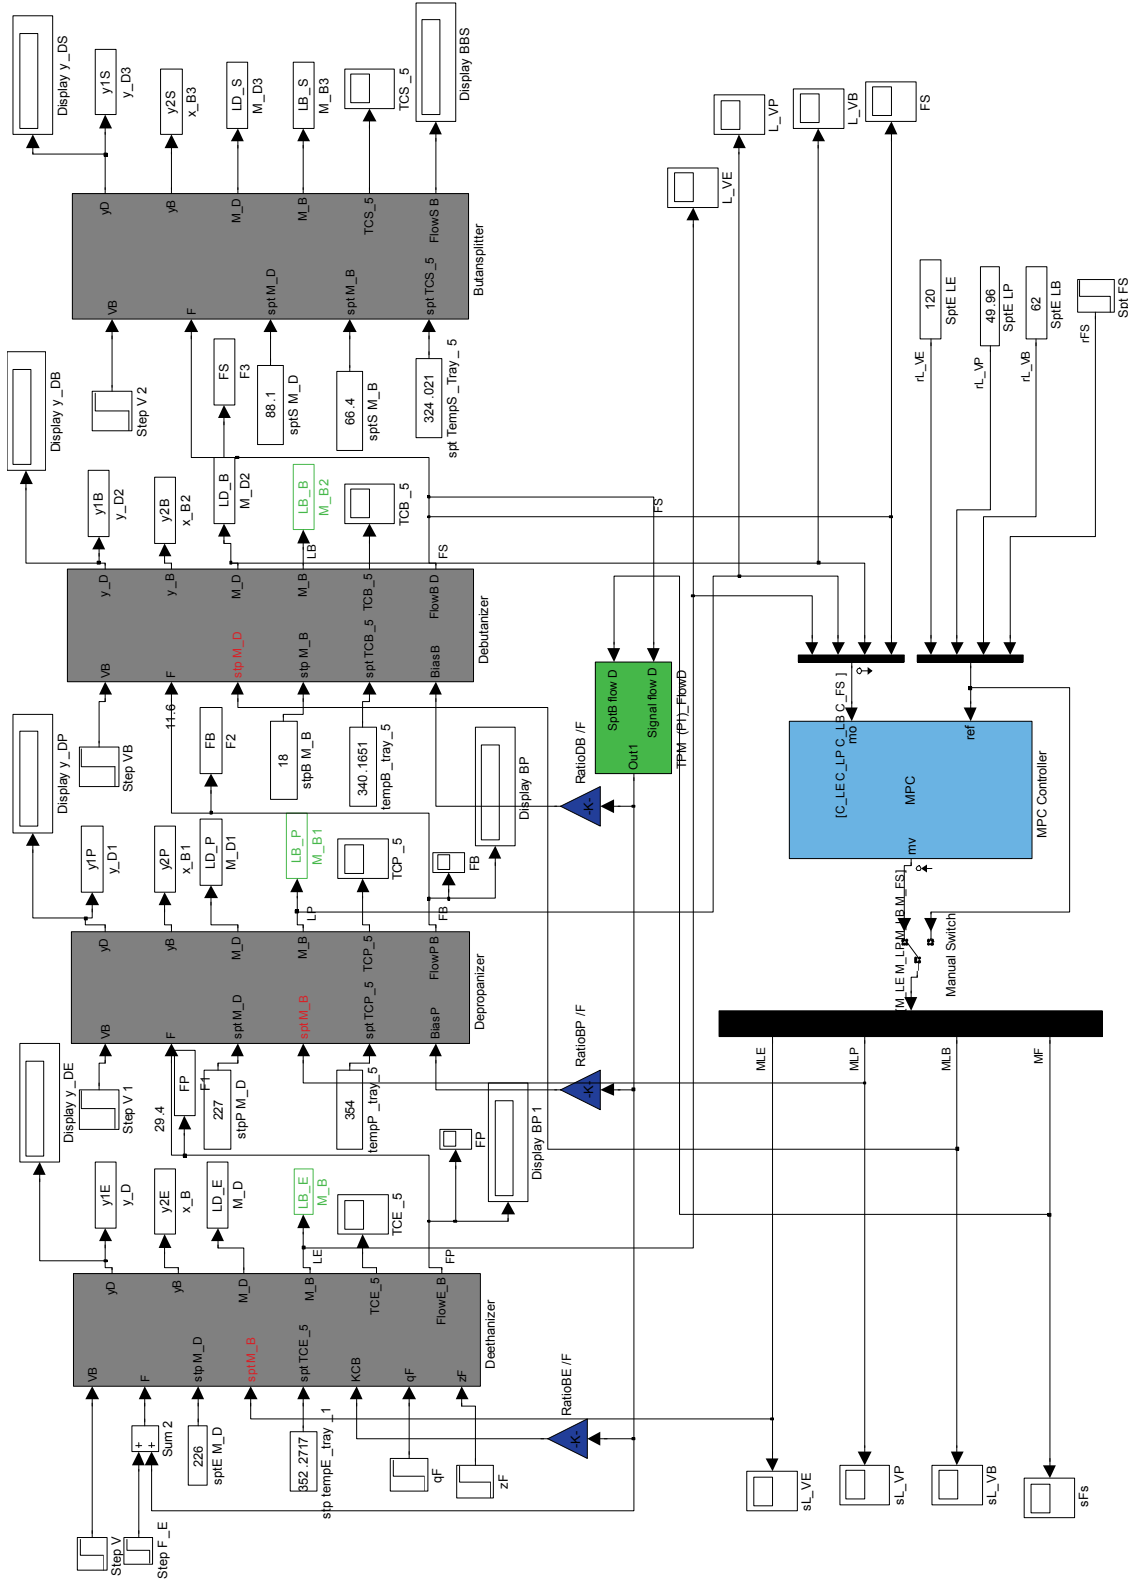 Step V
Step F_E
Sum 2
+
+
226
sptE M_D
352.2717
stp tempE_tray_1
qF
zF
VB
F
stp M_D
spt M_B
spt TCE_5
KCB
qF
zF
yD
yB
M_D
M_B
TCE_5
FlowE_B
Deethanizer
Display y_DE
y1E
y_D
y2E
x_B
LD_E
M_D
LB_E
M_B
LE
TCE_5
FP
FP
Display BP1
RatioBE /F
-K-
Step V 1
29.4
FP
F1
227
stpP M_D
354
tempP_tray_5
VB
F
spt M_D
spt M_B
spt TCP_5
BiasP
yD
yB
M_D
M_B
TCP_5
FlowP B
Depropanizer
Display y_DP
y1P
y_D1
y2P
x_B1
LD_P
M_D1
LB_P
M_B1
LP
TCP_5
FB
FB
Display BP
RatioBP /F
-K-
Step VB
11.6
FB
F2
18
stpB M_B
340.1651
tempB_tray_5
VB
F
stp M_D
stp M_B
spt TCB_5
BiasB
y_D
y_B
M_D
M_B
TCB_5
FlowB D
Debutanizer
Display y_DB
y1B
y_D2
y2B
x_B2
LD_B
M_D2
LB_B
M_B2
LB
TCB_5
FS
FS
RatioDB /F
-K-
SptB flow D
Signal flow D
Out1
TPM (PI)_FlowD
Step V 2
FS
F3
88.1
sptS M_D
66.4
sptS M_B
324.021
spt TempS_Tray_5
VB
F
spt M_D
spt M_B
spt TCS_5
yD
yB
M_D
M_B
TCS_5
FlowS B
Butansplitter
Display y_DS
y1S
y_D3
y2S
x_B3
LD_S
M_D3
LB_S
M_B3
TCS_5
Display BBS
L_VE
L_VP
L_VB
FS
120
SptE LE
rL_VE
49.96
SptE LP
rL_VP
62
SptE LB
rL_VB
Spt FS
rFS
[C_LE C_LP C_LB C_FS ]
mo
ref
MPC
mv
MPC Controller
[M_LE M_LP M_LB M_FS]
Manual Switch
MLE
MLP
MLB
MF
sL_VE
sL_VP
sL_VB
sFs